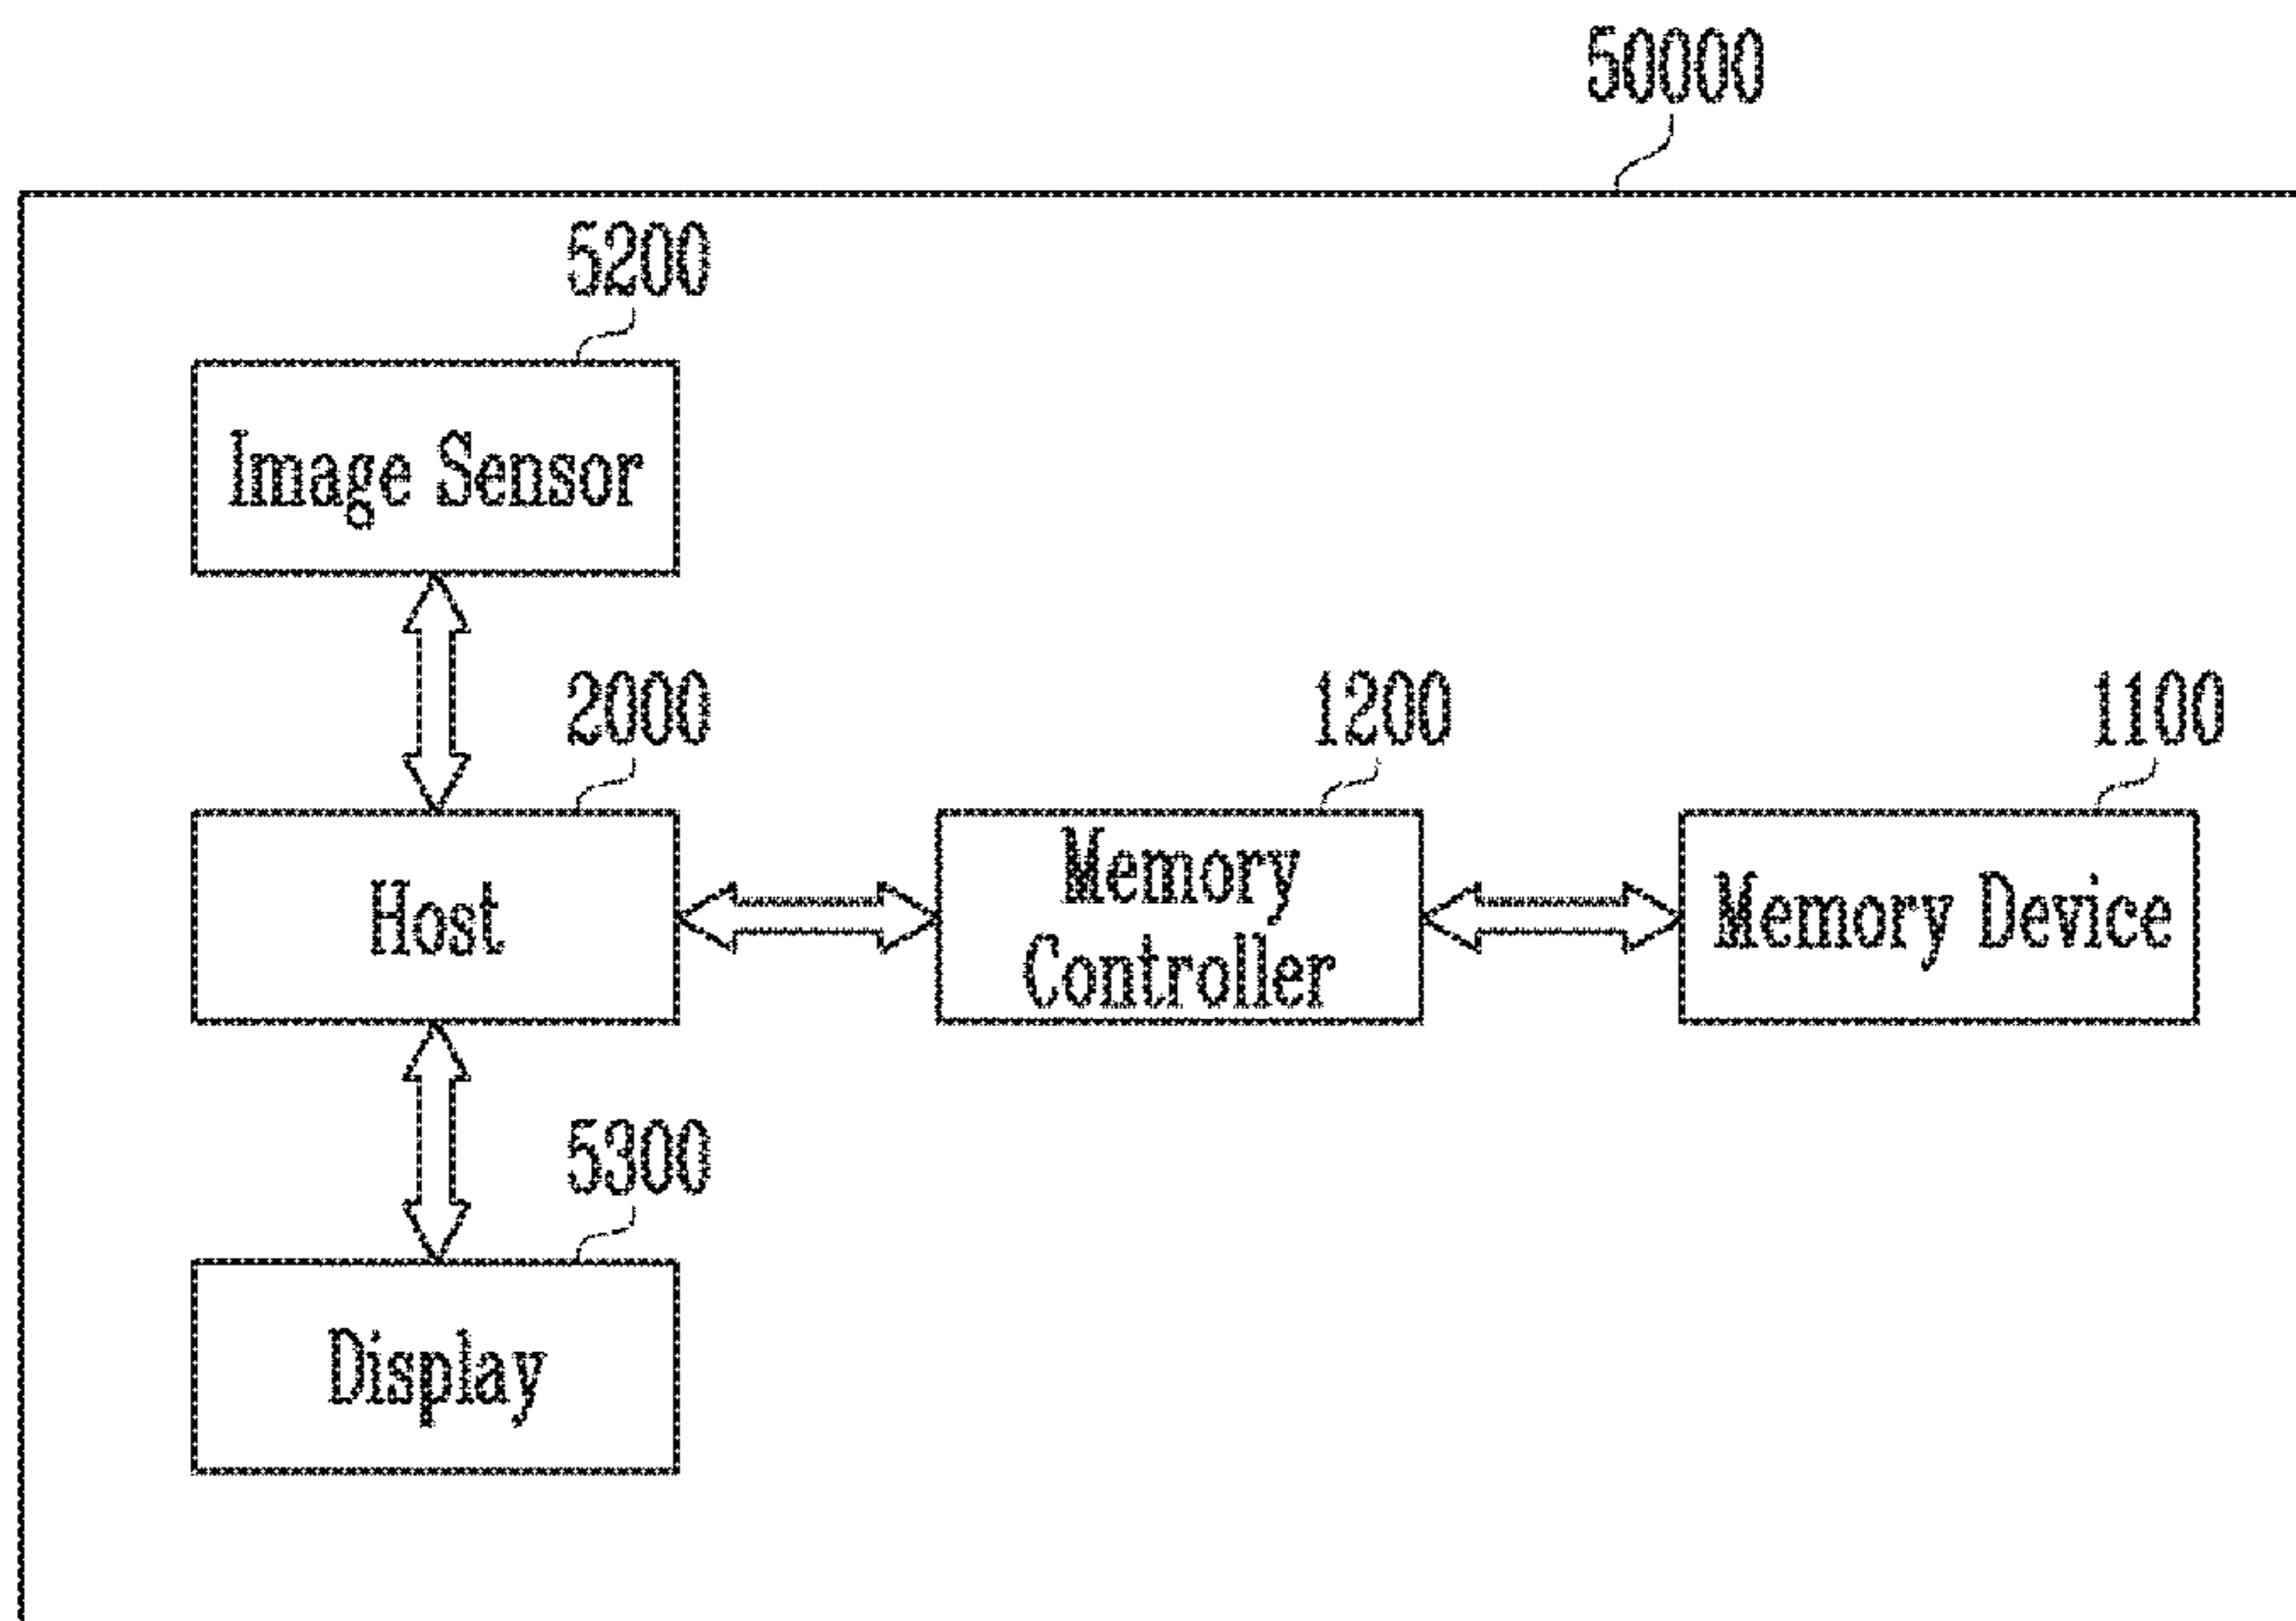 50000
5200
Image Sensor
2000
1200
1100
Host
Memory
Controller
Memory Device
5300
Display